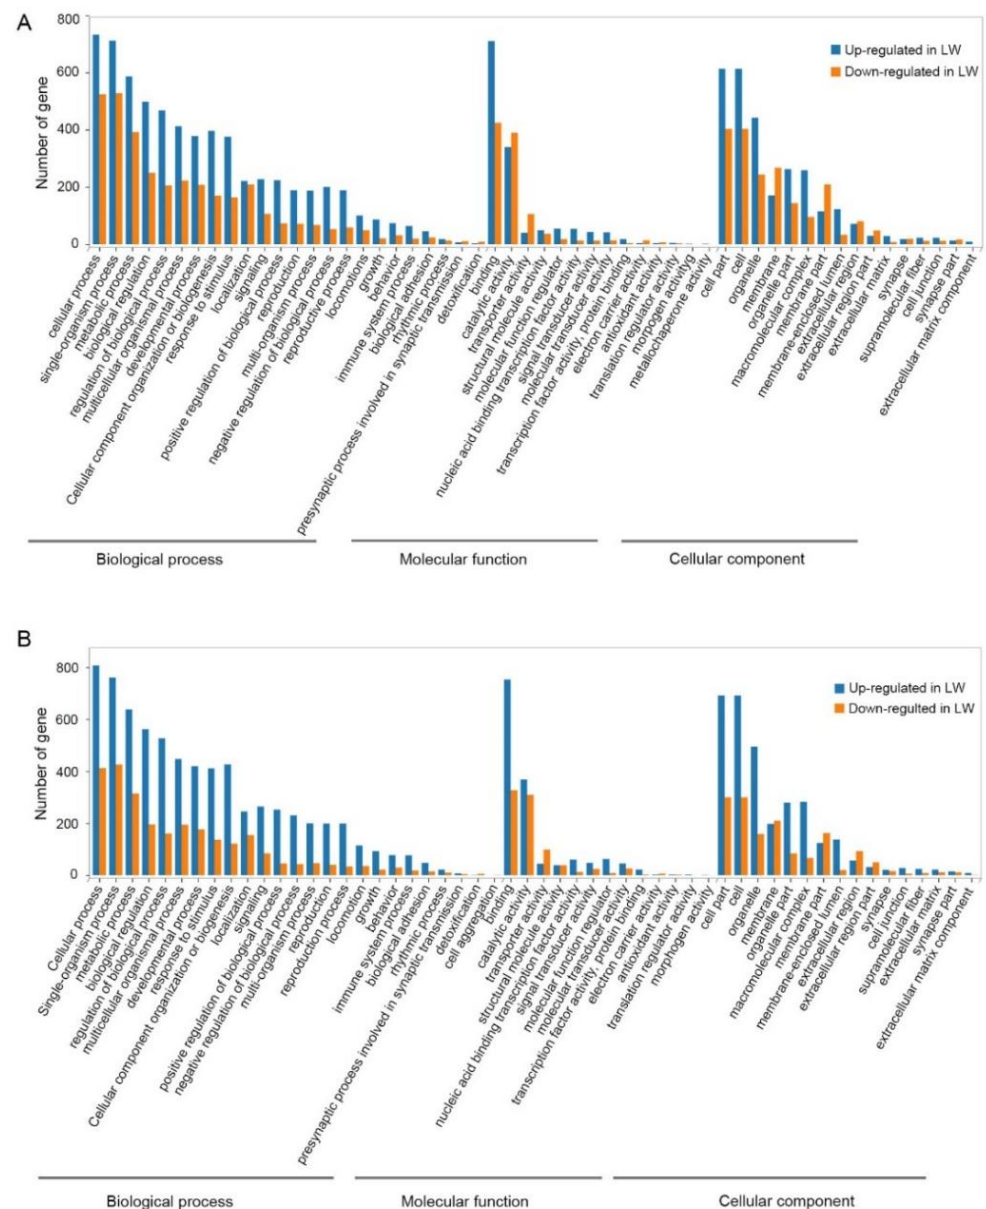 A
800
600
400
200
0
Number of gene
Up-regulated in LW
Down-regulated in LW
cellular process
single-organism process
metabolic process
biological regulation
regulation of biological process
multicellular organismal process
developmental process
Cellular component organization or biogenesis
response to stimulus
localization
signaling
positive regulation of biological process
reproduction
multi-organism process
negative regulation of biological process
reproductive process
locomotions
growth
behavior
immune system process
biological adhesion
rhythmic process
presynaptic process involved in synaptic transmission
detoxification
binding
catalytic activity
transporter activity
structural molecule activity
molecular function regulator
nucleic acid binding transcription factor activity
signal transducer activity
molecular transducer activity
transcription factor activity, protein binding
electron carrier activity
antioxidant activity
translation regulator activity
morpogen activityg
metallochaperone activity
cell part
cell
organelle
membrane
organelle part
macromolecular complex
membrane part
membrane-enclosed lumen
extracellular region
extracellular region part
extracellular matrix
synapse
supramolecular fiber
cell junction
synapse part
extracellular matrix component
Biological process
Molecular function
Cellular component
B
800
600
400
200
0
Number of gene
Up-regulated in LW
Down-regulted in LW
Cellular process
Single-organism process
metabolic process
biological regulation
regulation of biological process
multicellular organismal process
developmental process
response to stimulus
Cellular component organization or biogenesis
localization
signaling
positive regulation of biological process
negative regulation of biological process
multi-organism process
reproduction
reproduction process
locomotion
growth
behavior
immune system process
biological adhesion
rhythmic process
presynaptic process involved in synaptic transmission
detoxification
cell aggregation
binding
catalytic activity
transporter activity
structural molecule activity
nucleic acid binding transcription factor activity
signal transducer activity
molecular function regulator
molecular transducer activity
transcription factor activity, protein binding
electron carrier activity
antioxidant activity
translation regulator activity
morphogen activity
cell part
cell
organelle
membrane
organelle part
macromolecular complex
membrane part
membrane-enclosed lumen
extracellular region
extracellular region part
synapse
cell junction
supramolecular fiber
extracellular matrix
synapse part
extracellular matrix component
Biological process
Molecular function
Cellular component